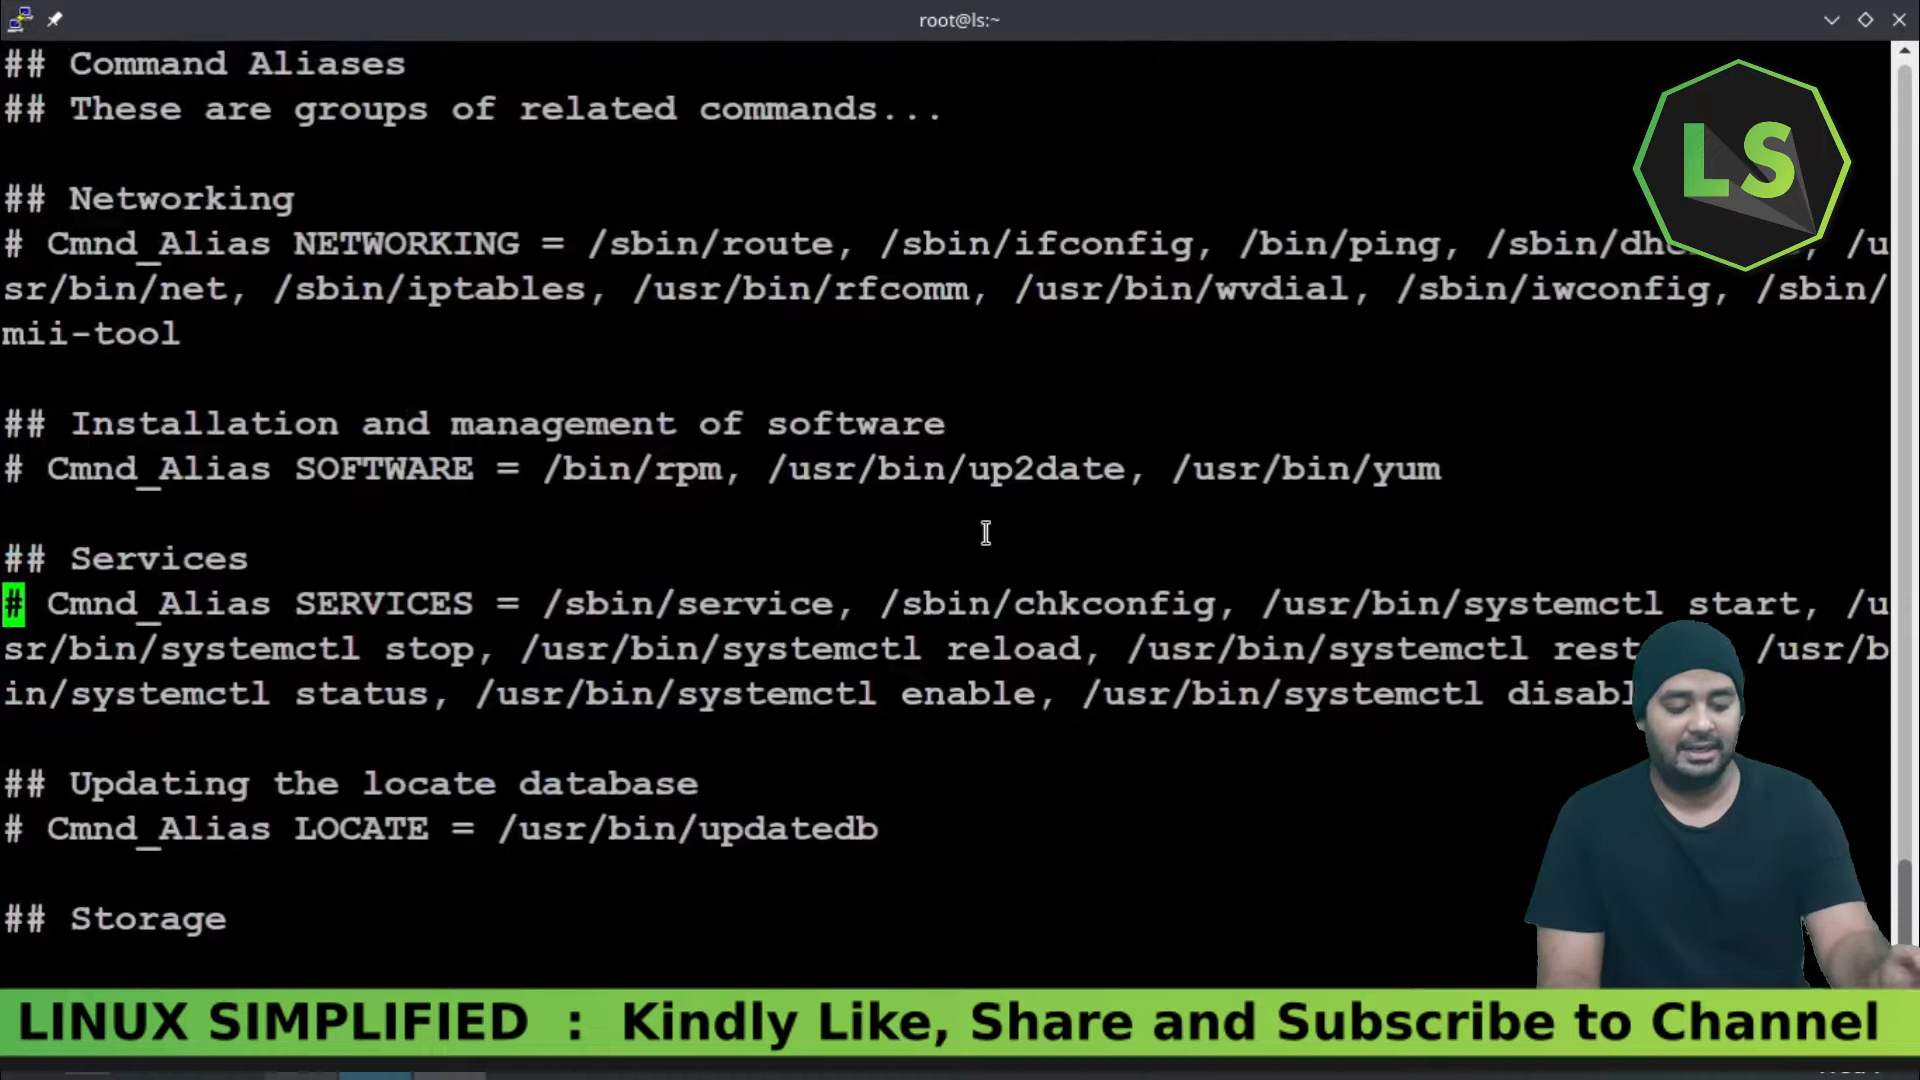 root@ls:~
## Command Aliases
## These are groups of related commands...
LS
## Networking
# Cmnd_Alias NETWORKING = /sbin/route, /sbin/ifconfig, /bin/ping, /u
sr/bin/net, /sbin/iptables, /usr/bin/rfcomm, /usr/bin/wvdial, /sbin/iwconfig, /sbin/
mii-tool
## Installation and management of software
# Cmnd_Alias SOFTWARE = /bin/rpm, /usr/bin/up2date, /usr/bin/yum
## Services
# Cmnd_Alias SERVICES = /sbin/service, /sbin/chkconfig, /usr/bin/systemctl start, /u
sr/bin/systemctl stop, /usr/bin/systemctl reload, /usr/bin/systemctl /usr/b
in/systemctl status, /usr/bin/systemctl enable, /usr/bin/systemctl
## Updating the locate database
# Cmnd_Alias LOCATE = /usr/bin/updatedb
## Storage
LINUX SIMPLIFIED : Kindly Like, Share and Subscribe to Channel